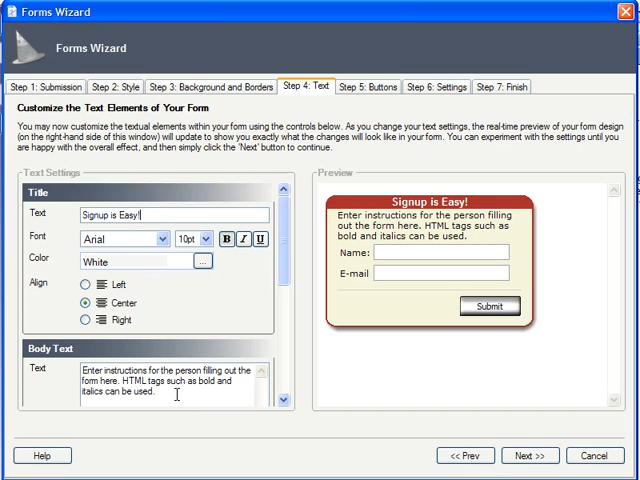 Forms Wizard
Forms Wizard
Step 1: Submission Step 2: Style Step 3: Background and Borders Step 4: Text Step 5: Buttons Step 6: Settings Step 7: Finish
Customize the Text Elements of Your Form
You may now customize the textual elements within your form using the controls below. As you change your text settings, the real-time preview of your form design
(on the right-hand side of this window) will update to show you exactly what the changes will look like in your form. You can experiment with the settings until you
are happy with the overall effect, and then simply click the 'Next' button to continue.
Text Settings
Title
Text Signup is Easy!
Font Arial 10pt B I U
Color White ...
Align Left
Center
Right
Body Text
Text Enter instructions for the person filling out the
form here. HTML tags such as bold and
italics can be used.
Preview
Signup is Easy!
Enter instructions for the person filling
out the form here. HTML tags such as
bold and italics can be used.
Name:
E-mail
Submit
Help << Prev Next >> Cancel